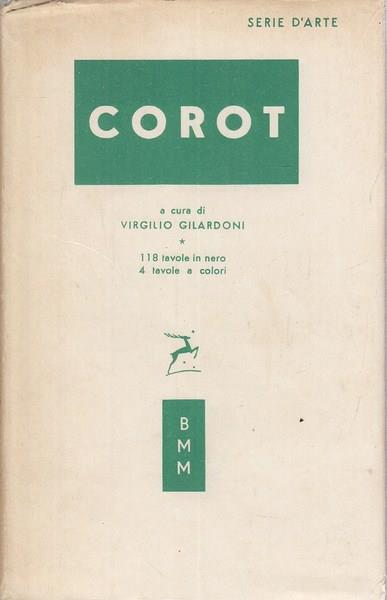 SERIE D'ARTE
COROT
a cura di
VIRGILIO GILARDONI
*
118 tavole in nero
4 tavole a colori
B
M
M